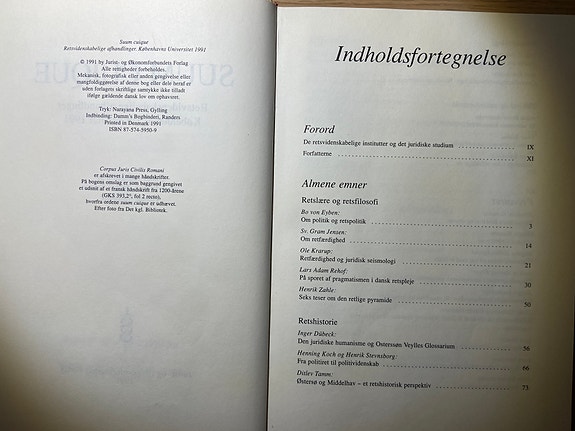 Suum cuique
Retsvidenskabelige afhandlinger. Københavns Universitet 1991
© 1991 by Jurist- og Økonomforbundets Forlag
Alle rettigheder forbeholdes.
Mekanisk, fotografisk eller anden gengivelse eller
mangfoldiggørelse af denne bog eller dele heraf er
uden forlagets skriftlige samtykke ikke tilladt
ifølge gældende dansk lov om ophavsret.
Tryk: Narayana Press, Gylling
Indbinding: Damm's Bogbinderi, Randers
Printed in Denmark 1991
ISBN 87-574-5950-9
Corpus Juris Civilis Romani
er afskrevet i mange håndskrifter.
På bogens omslag er som baggrund gengivet
et udsnit af et fransk håndskrift fra 1200-årene
(GKS 393,2°, fol 2 recto),
hvorfra ordene suum cuique er udhævet.
Efter foto fra Det kgl. Bibliotek.
Indholdsfortegnelse
Forord
De retsvidenskabelige institutter og det juridiske studium IX
Forfatterne XI
Almene emner
Retslære og retsfilosofi
Bo von Eyben:
Om politik og retspolitik 3
Sv. Gram Jensen:
Om retfærdighed 14
Ole Krarup:
Retfærdighed og juridisk seismologi 21
Lars Adam Rehof:
På sporet af pragmatismen i dansk retspleje 30
Henrik Zahle:
Seks teser om den retlige pyramide 50
Retshistorie
Inger Dübeck:
Den juridiske humanisme og Osterssøn Veylles Glossarium 56
Henning Koch og Henrik Stevnsborg:
Fra politiret til politividenskab 66
Ditlev Tamm:
Østersø og Middelhav – et retshistorisk perspektiv 73